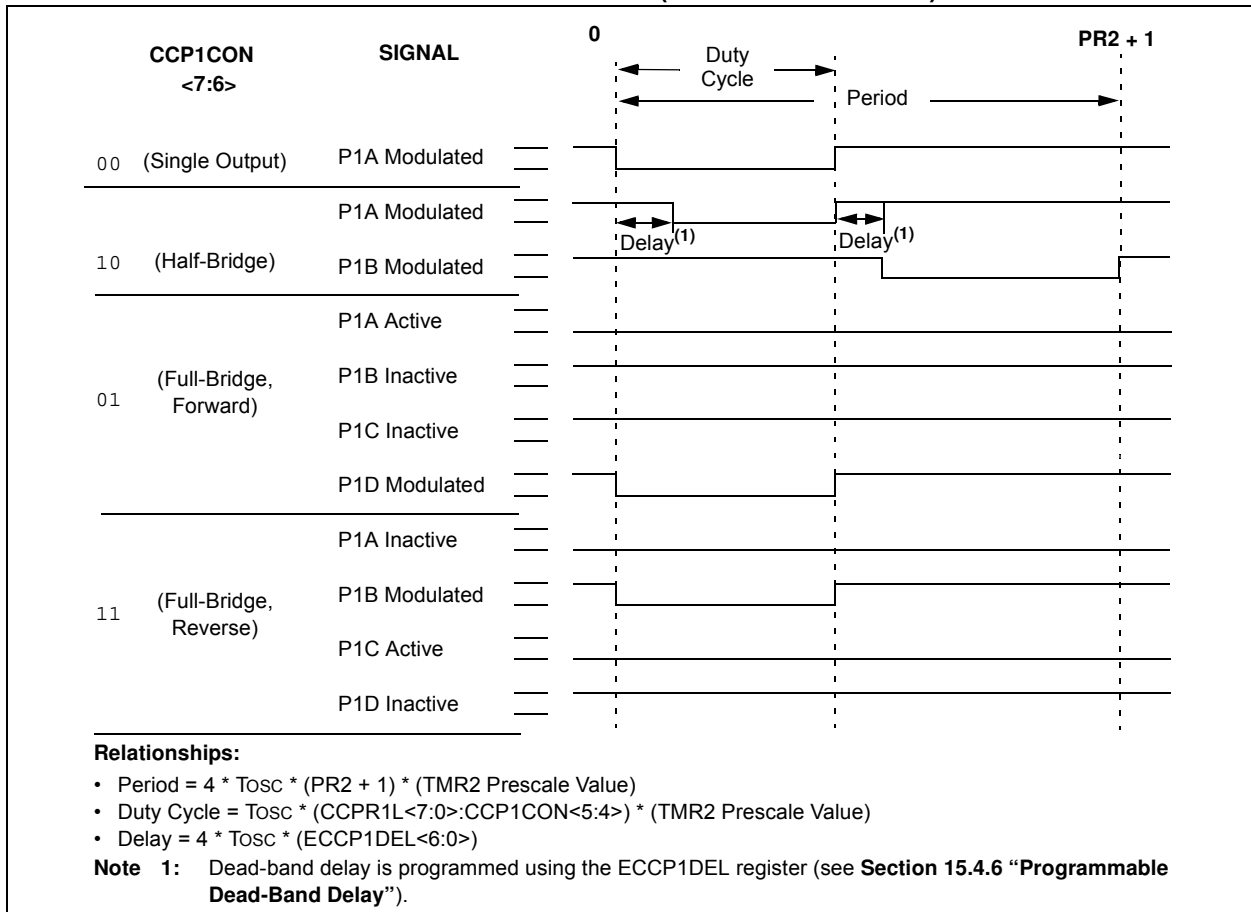 0
PR2 + 1
CCP1CON
<7:6>
SIGNAL
Duty
Cycle
Period
00 (Single Output) P1A Modulated
P1A Modulated
Delay(1) Delay(1)
10 (Half-Bridge) P1B Modulated
P1A Active
P1B Inactive
01 (Full-Bridge,
Forward)
P1C Inactive
P1D Modulated
P1A Inactive
P1B Modulated
11 (Full-Bridge,
Reverse)
P1C Active
P1D Inactive
Relationships:
• Period = 4 * TOSC * (PR2 + 1) * (TMR2 Prescale Value)
• Duty Cycle = TOSC * (CCPR1L<7:0>:CCP1CON<5:4>) * (TMR2 Prescale Value)
• Delay = 4 * TOSC * (ECCP1DEL<6:0>)
Note 1: Dead-band delay is programmed using the ECCP1DEL register (see Section 15.4.6 “Programmable
Dead-Band Delay”).